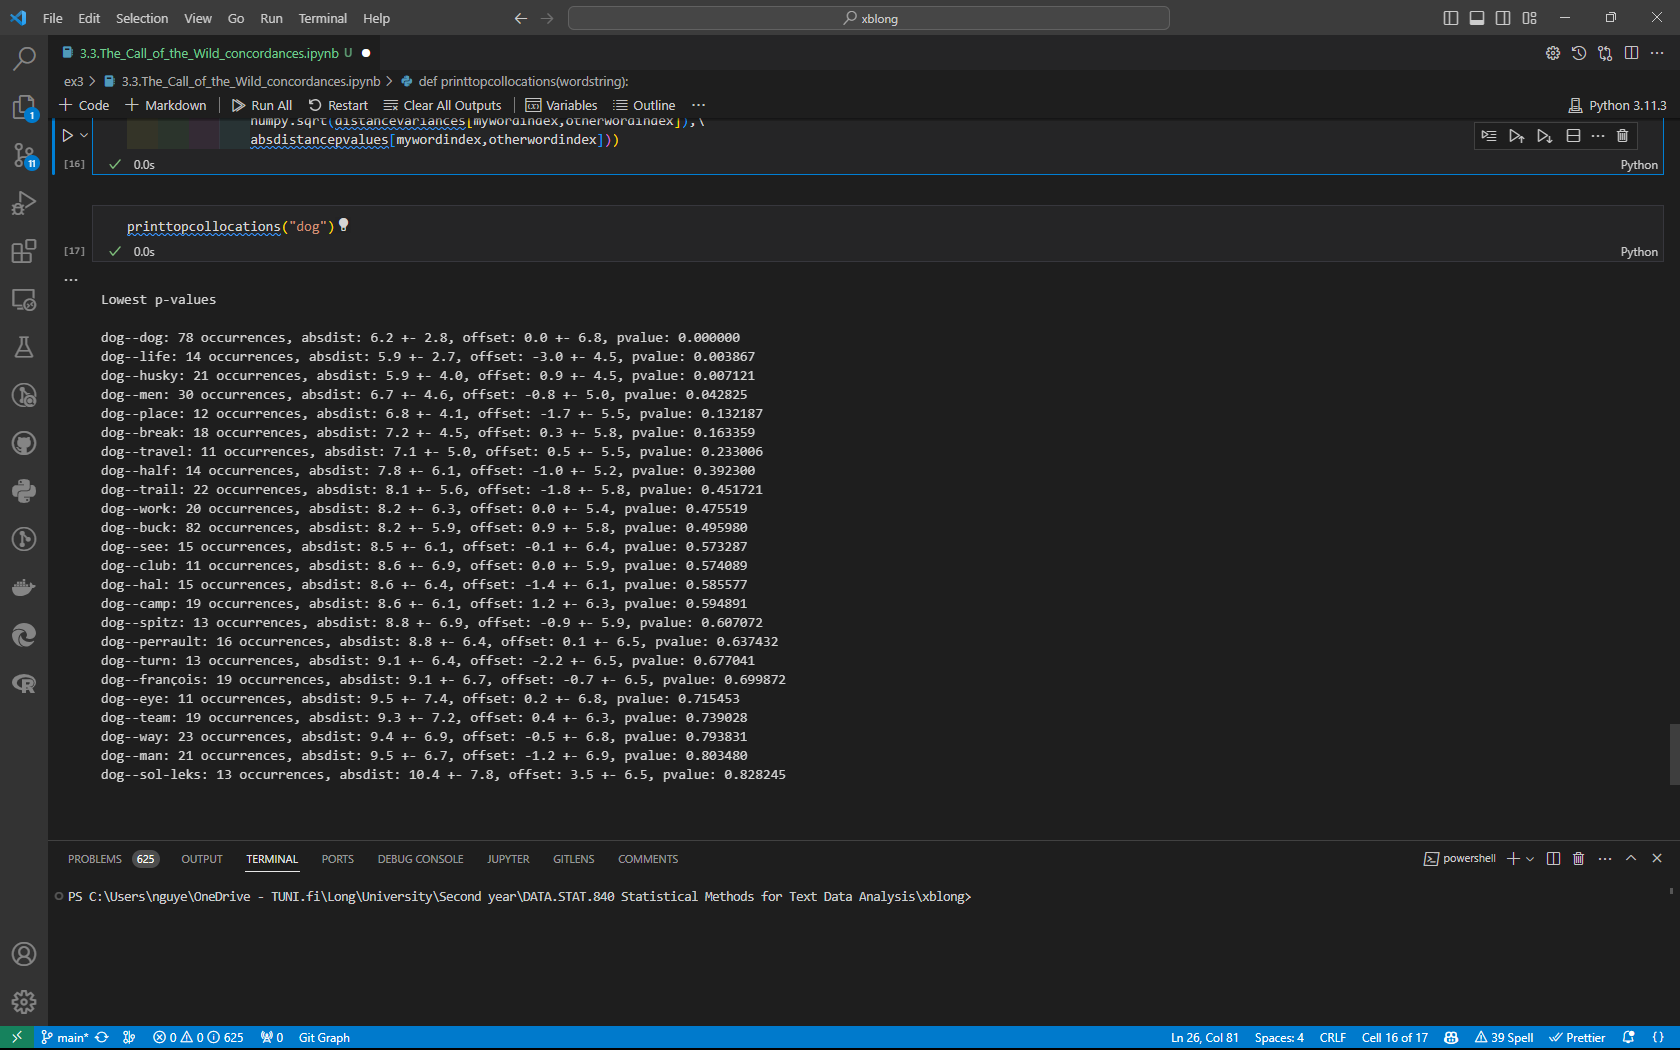 File Edit Selection View Go Run Terminal Help
xblong
3.3.The_Call_of_the_Wild_concordances.ipynb U
ex3 > 3.3.The_Call_of_the_Wild_concordances.ipynb > def printtopcollocations(wordstring):
+ Code + Markdown Run All Restart Clear All Outputs Variables Outline ... Python 3.11.3
numpy.sqrt(distancevariances[mywordindex,otherwordindex]),\
absdistancepvalues[mywordindex,otherwordindex]))
[16] 0.0s Python
printtopcollocations("dog")
[17] 0.0s Python
...
Lowest p-values
dog--dog: 78 occurrences, absdist: 6.2 +- 2.8, offset: 0.0 +- 6.8, pvalue: 0.000000
dog--life: 14 occurrences, absdist: 5.9 +- 2.7, offset: -3.0 +- 4.5, pvalue: 0.003867
dog--husky: 21 occurrences, absdist: 5.9 +- 4.0, offset: 0.9 +- 4.5, pvalue: 0.007121
dog--men: 30 occurrences, absdist: 6.7 +- 4.6, offset: -0.8 +- 5.0, pvalue: 0.042825
dog--place: 12 occurrences, absdist: 6.8 +- 4.1, offset: -1.7 +- 5.5, pvalue: 0.132187
dog--break: 18 occurrences, absdist: 7.2 +- 4.5, offset: 0.3 +- 5.8, pvalue: 0.163359
dog--travel: 11 occurrences, absdist: 7.1 +- 5.0, offset: 0.5 +- 5.5, pvalue: 0.233006
dog--half: 14 occurrences, absdist: 7.8 +- 6.1, offset: -1.0 +- 5.2, pvalue: 0.392300
dog--trail: 22 occurrences, absdist: 8.1 +- 5.6, offset: -1.8 +- 5.8, pvalue: 0.451721
dog--work: 20 occurrences, absdist: 8.2 +- 6.3, offset: 0.0 +- 5.4, pvalue: 0.475519
dog--buck: 82 occurrences, absdist: 8.2 +- 5.9, offset: 0.9 +- 5.8, pvalue: 0.495980
dog--see: 15 occurrences, absdist: 8.5 +- 6.1, offset: -0.1 +- 6.4, pvalue: 0.573287
dog--club: 11 occurrences, absdist: 8.6 +- 6.9, offset: 0.0 +- 5.9, pvalue: 0.574089
dog--hal: 15 occurrences, absdist: 8.6 +- 6.4, offset: -1.4 +- 6.1, pvalue: 0.585577
dog--camp: 19 occurrences, absdist: 8.6 +- 6.1, offset: 1.2 +- 6.3, pvalue: 0.594891
dog--spitz: 13 occurrences, absdist: 8.8 +- 6.9, offset: -0.9 +- 5.9, pvalue: 0.607072
dog--perrault: 16 occurrences, absdist: 8.8 +- 6.4, offset: 0.1 +- 6.5, pvalue: 0.637432
dog--turn: 13 occurrences, absdist: 9.1 +- 6.4, offset: -2.2 +- 6.5, pvalue: 0.677041
dog--françois: 19 occurrences, absdist: 9.1 +- 6.7, offset: -0.7 +- 6.5, pvalue: 0.699872
dog--eye: 11 occurrences, absdist: 9.5 +- 7.4, offset: 0.2 +- 6.8, pvalue: 0.715453
dog--team: 19 occurrences, absdist: 9.3 +- 7.2, offset: 0.4 +- 6.3, pvalue: 0.739028
dog--way: 23 occurrences, absdist: 9.4 +- 6.9, offset: -0.5 +- 6.8, pvalue: 0.793831
dog--man: 21 occurrences, absdist: 9.5 +- 6.7, offset: -1.2 +- 6.9, pvalue: 0.803480
dog--sol-leks: 13 occurrences, absdist: 10.4 +- 7.8, offset: 3.5 +- 6.5, pvalue: 0.828245
1
11
PROBLEMS 625 OUTPUT TERMINAL PORTS DEBUG CONSOLE JUPYTER GITLENS COMMENTS powershell
PS C:\Users\nguye\OneDrive - TUNI.fi\Long\University\Second year\DATA.STAT.840 Statistical Methods for Text Data Analysis\xblong>
main* 0 0 625 0 Git Graph Ln 26, Col 81 Spaces: 4 CRLF Cell 16 of 17 39 Spell Prettier